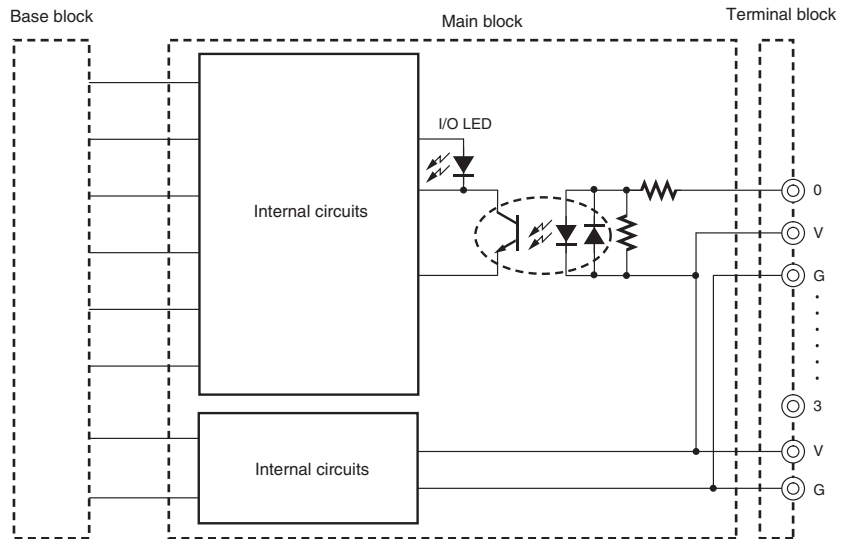 Base block
Main block
Terminal block
I/O LED
Internal circuits
0
V
G
3
Internal circuits
V
G